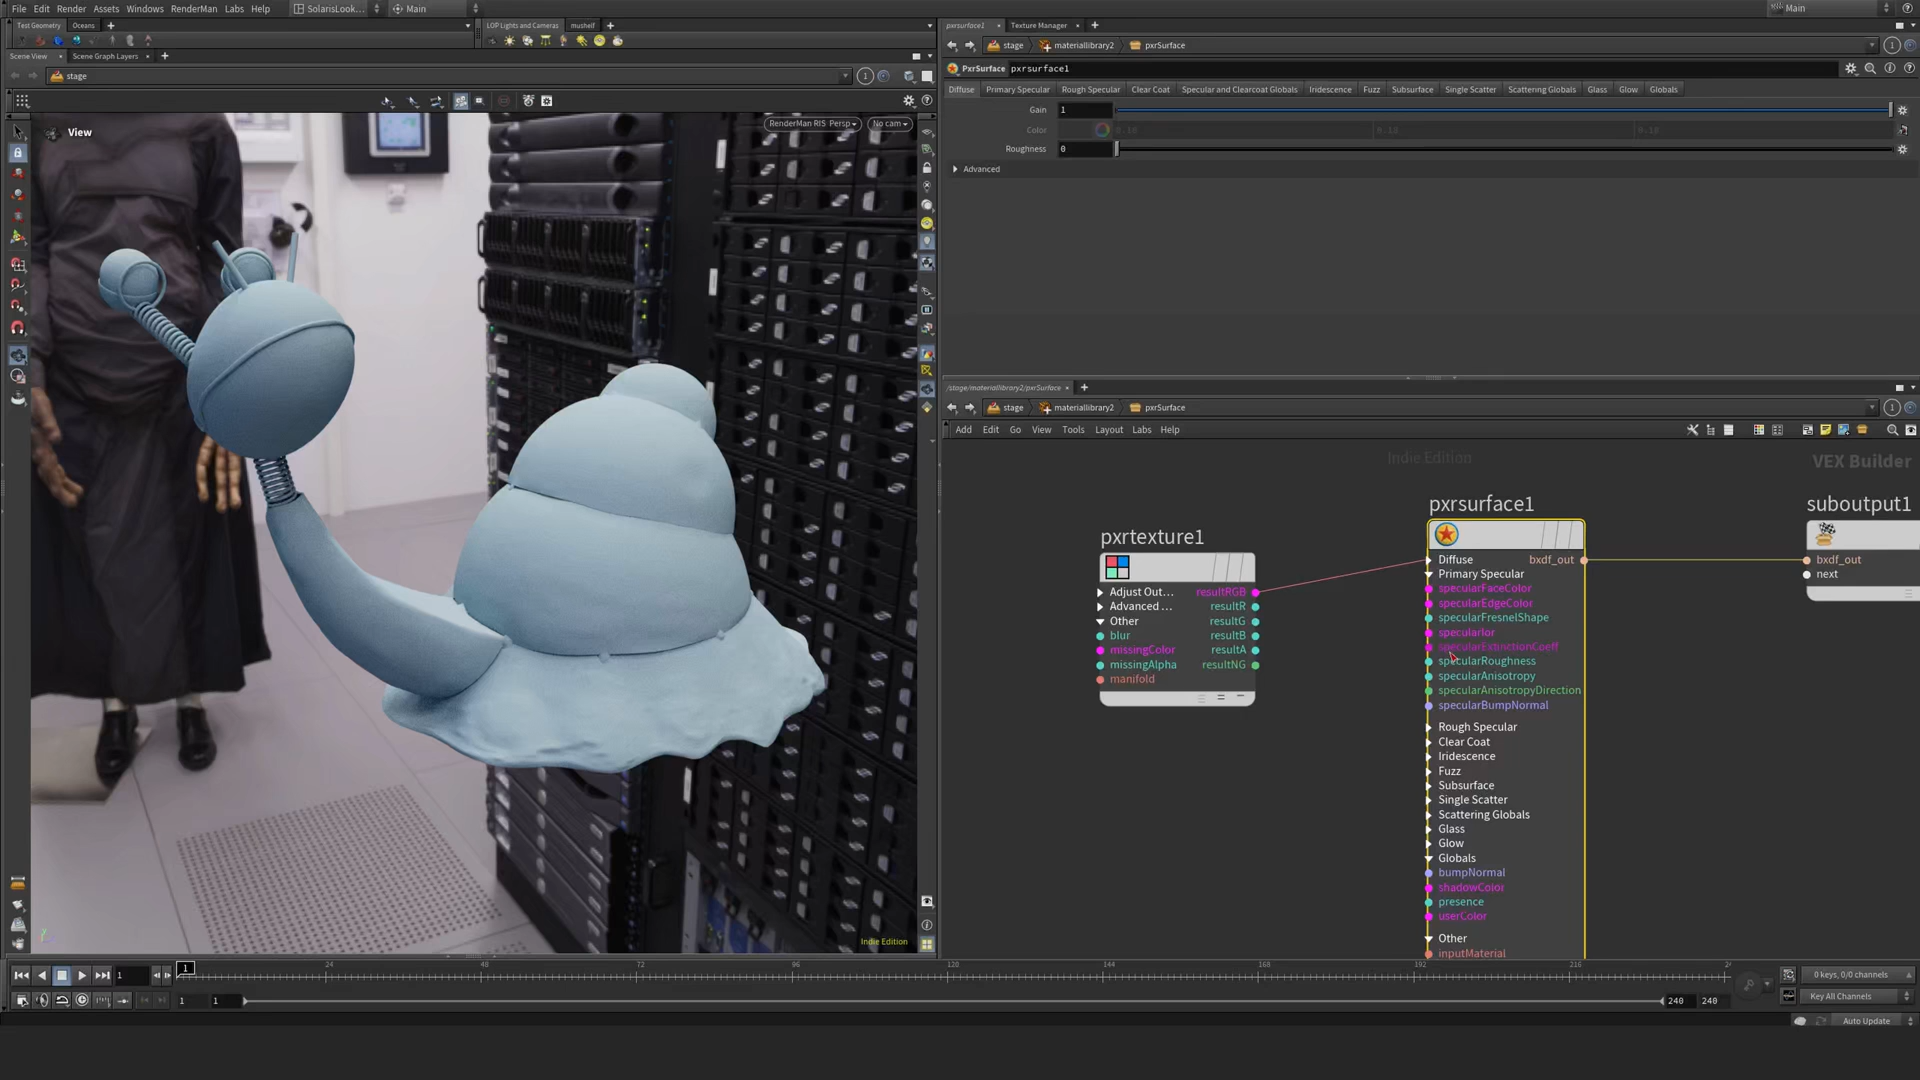 File Edit Render Assets Windows RenderMan Labs Help
SolarisLook...
Main
Main
Test Geometry Oceans
LOP Lights and Cameras mushelf
Scene View Scene Graph Layers
stage
View
RenderMan RIS Persp
No cam
Indie Edition
pxrsurface1 Texture Manager
stage materiallibrary2 pxrSurface
PxrSurface pxrsurface1
Diffuse Primary Specular Rough Specular Clear Coat Specular and Clearcoat Globals Iridescence Fuzz Subsurface Single Scatter Scattering Globals Glass Glow Globals
Gain 1
Color 0.18 0.18 0.18
Roughness 0
Advanced
/stage/materiallibrary2/pxrSurface
stage materiallibrary2 pxrSurface
Add Edit Go View Tools Layout Labs Help
Indie Edition
VEX Builder
pxrtexture1
Adjust Out... resultRGB
Advanced ... resultR
Other resultG
blur resultB
missingColor resultA
missingAlpha resultNG
manifold
pxrsurface1
Diffuse bxdf_out
Primary Specular
specularFaceColor
specularEdgeColor
specularFresnelShape
specularIor
specularExtinctionCoeff
specularRoughness
specularAnisotropy
specularAnisotropyDirection
specularBumpNormal
Rough Specular
Clear Coat
Iridescence
Fuzz
Subsurface
Single Scatter
Scattering Globals
Glass
Glow
Globals
bumpNormal
shadowColor
presence
userColor
Other
inputMaterial
suboutput1
bxdf_out
next
1
1 24 48 72 96 120 144 168 192 216
0 keys, 0/0 channels
1 1 240 240
Key All Channels
Auto Update